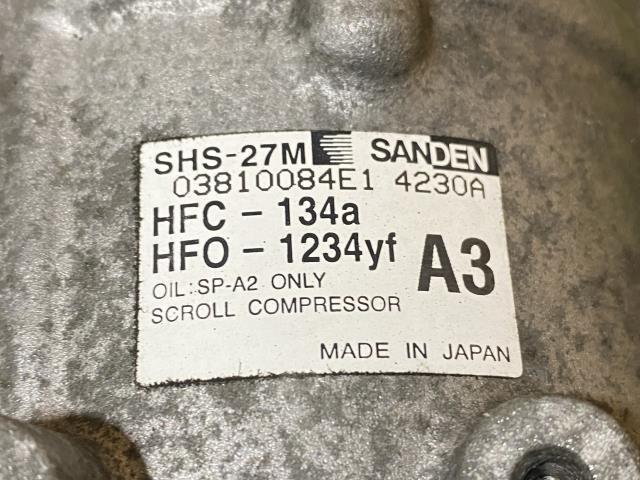 SHS-27M SANDEN
03810084E1 4230A
HFC - 134a
HFO - 1234yf A3
OIL:SP-A2 ONLY
SCROLL COMPRESSOR
MADE IN JAPAN